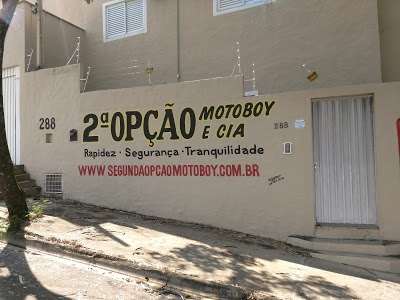 288
2ª OPÇÃO MOTOBOY E CIA
288
Rapidez · Segurança · Tranquilidade
WWW.SEGUNDAOPCAOMOTOBOY.COM.BR